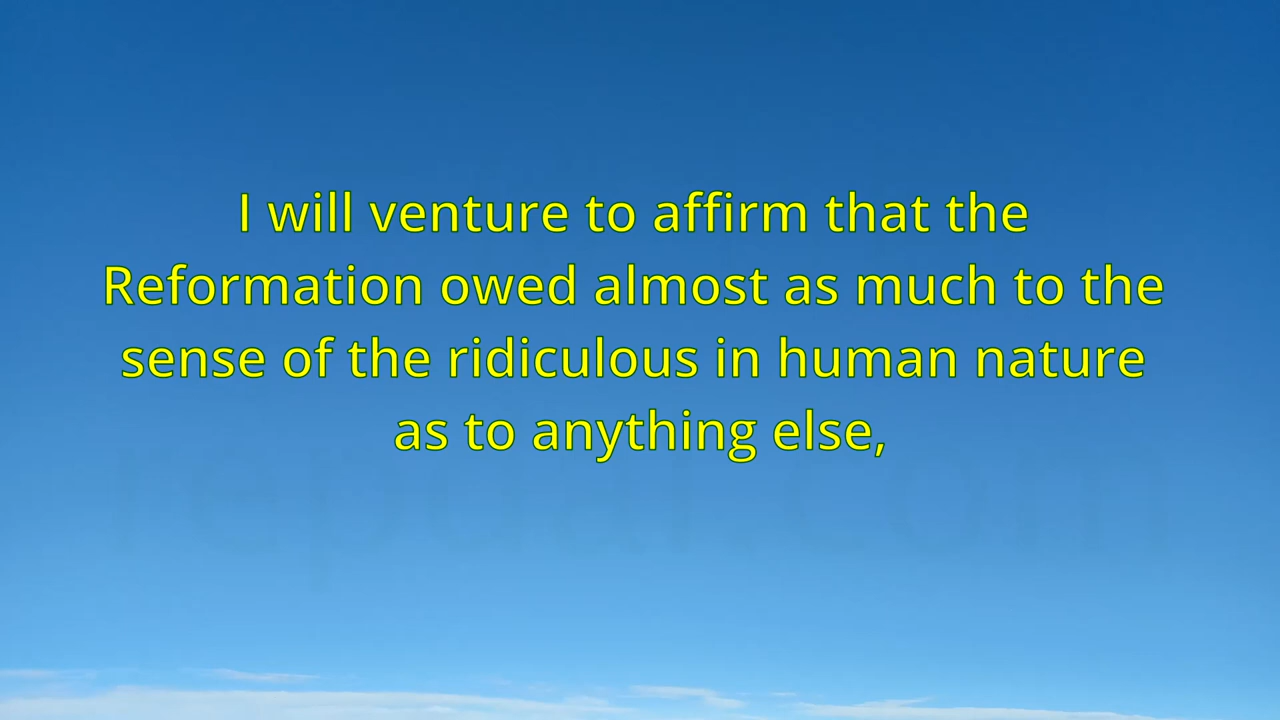 I will venture to affirm that the
Reformation owed almost as much to the
sense of the ridiculous in human nature
as to anything else,